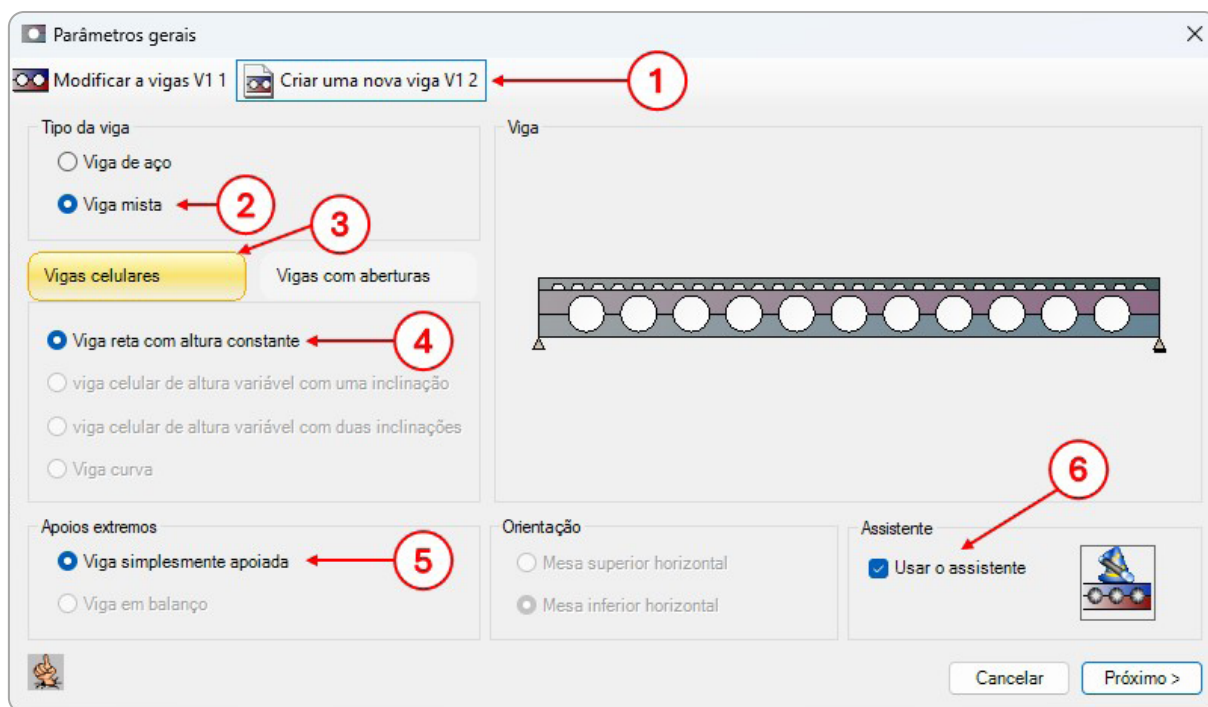 Parâmetros gerais
Modificar a vigas V1 1
Criar uma nova viga V1 2
1
Tipo da viga
Viga de aço
Viga mista
2
3
Vigas celulares
Vigas com aberturas
Viga reta com altura constante
4
viga celular de altura variável com uma inclinação
viga celular de altura variável com duas inclinações
Viga curva
Viga
Apoios extremos
Viga simplesmente apoiada
5
Viga em balanço
Orientação
Mesa superior horizontal
Mesa inferior horizontal
6
Assistente
Usar o assistente
Cancelar
Próximo >